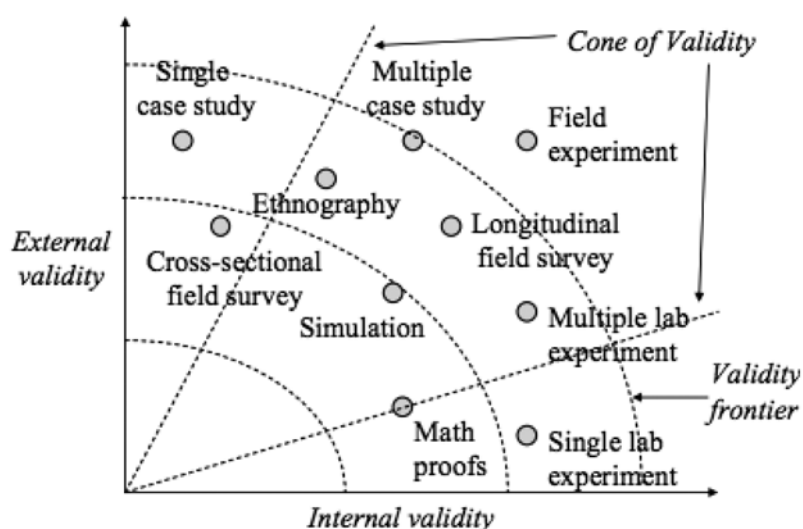 Cone of Validity
Single
case study
Multiple
case study
Field
experiment
Ethnography
External
validity
Cross-sectional
field survey
Longitudinal
field survey
Simulation
Multiple lab
experiment
Validity
frontier
Math
proofs
Single lab
experiment
Internal validity